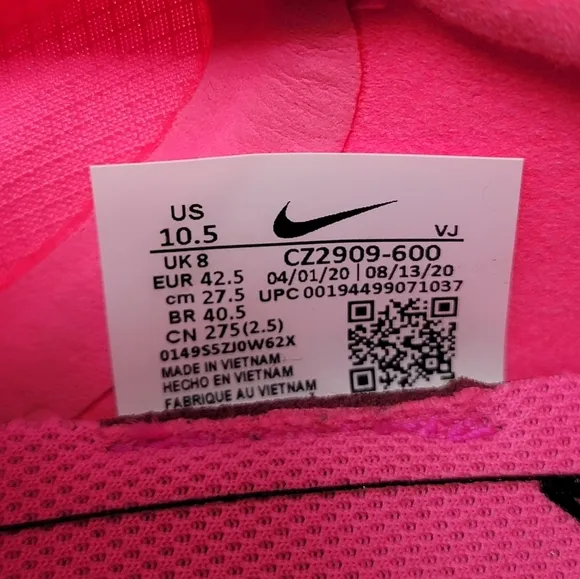 US
10.5
VJ
UK 8
CZ2909-600
EUR 42.5
04/01/20 | 08/13/20
cm 27.5
UPC 00194499071037
BR 40.5
CN 275(2.5)
0149S5ZJ0W62X
MADE IN VIETNAM
HECHO EN VIETNAM
FABRIQUE AU VIETNAM